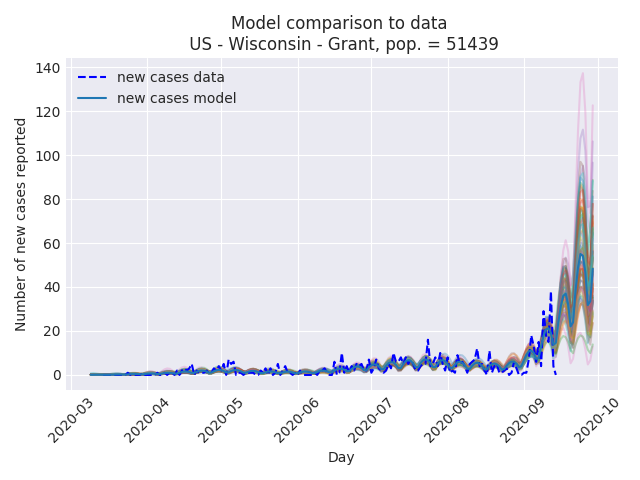 Model comparison to data
US - Wisconsin - Grant, pop. = 51439
new cases data
new cases model
Number of new cases reported
140
120
100
80
60
40
20
0
2020-03
2020-04
2020-05
2020-06
2020-07
2020-08
2020-09
2020-10
Day